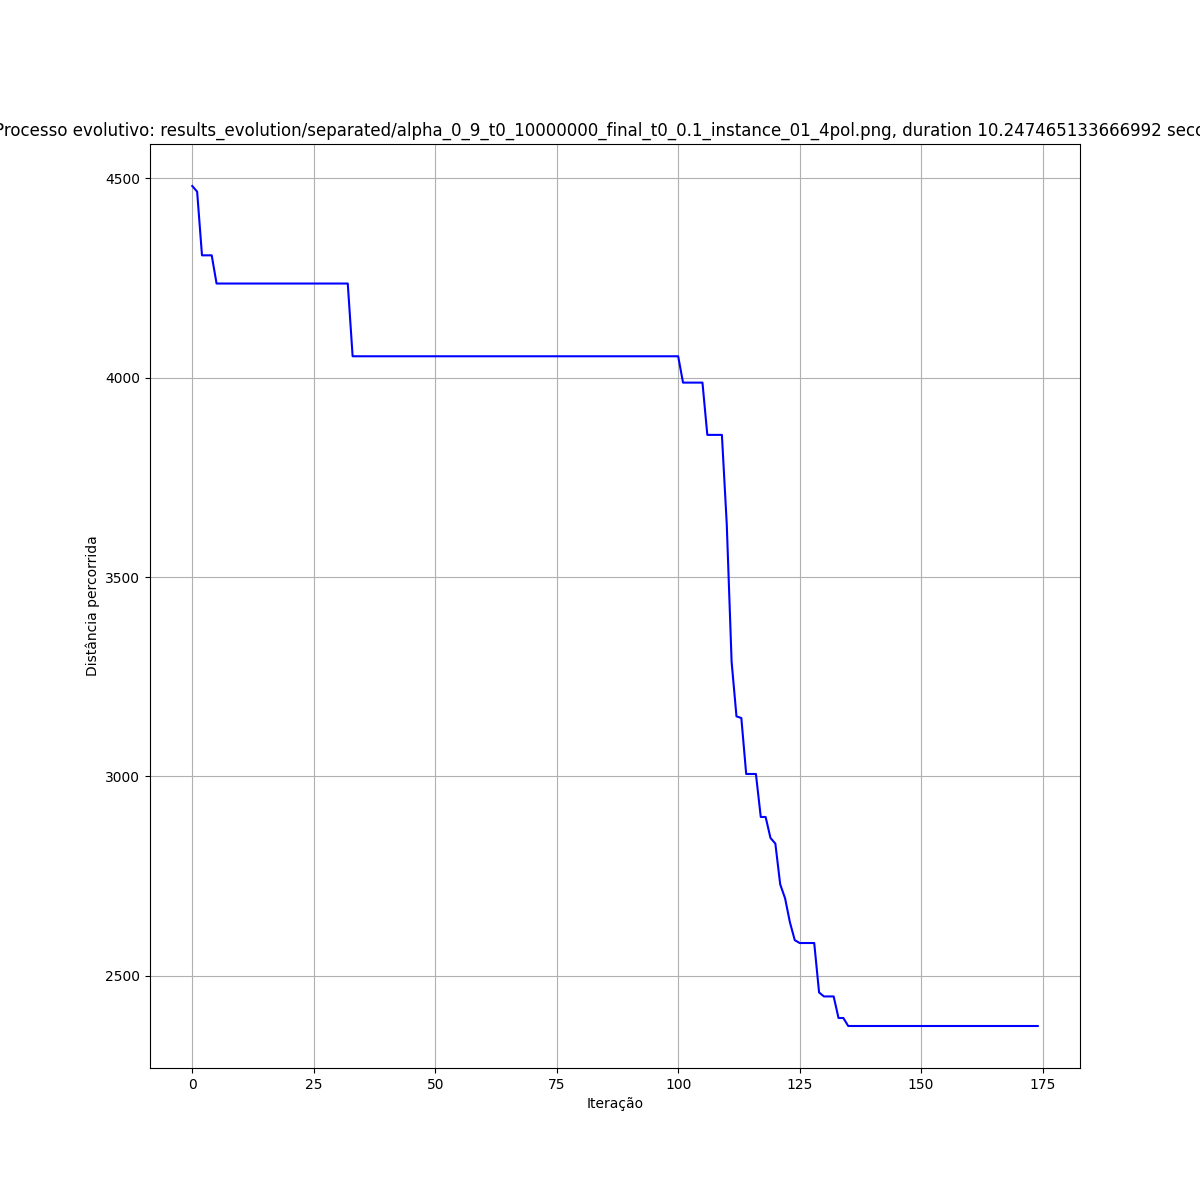 Processo evolutivo: results_evolution/separated/alpha_0_9_t0_10000000_final_t0_0.1_instance_01_4pol.png, duration 10.247465133666992
4500
4000
3500
3000
2500
Distância percorrida
0 25 50 75 100 125 150 175
Iteração